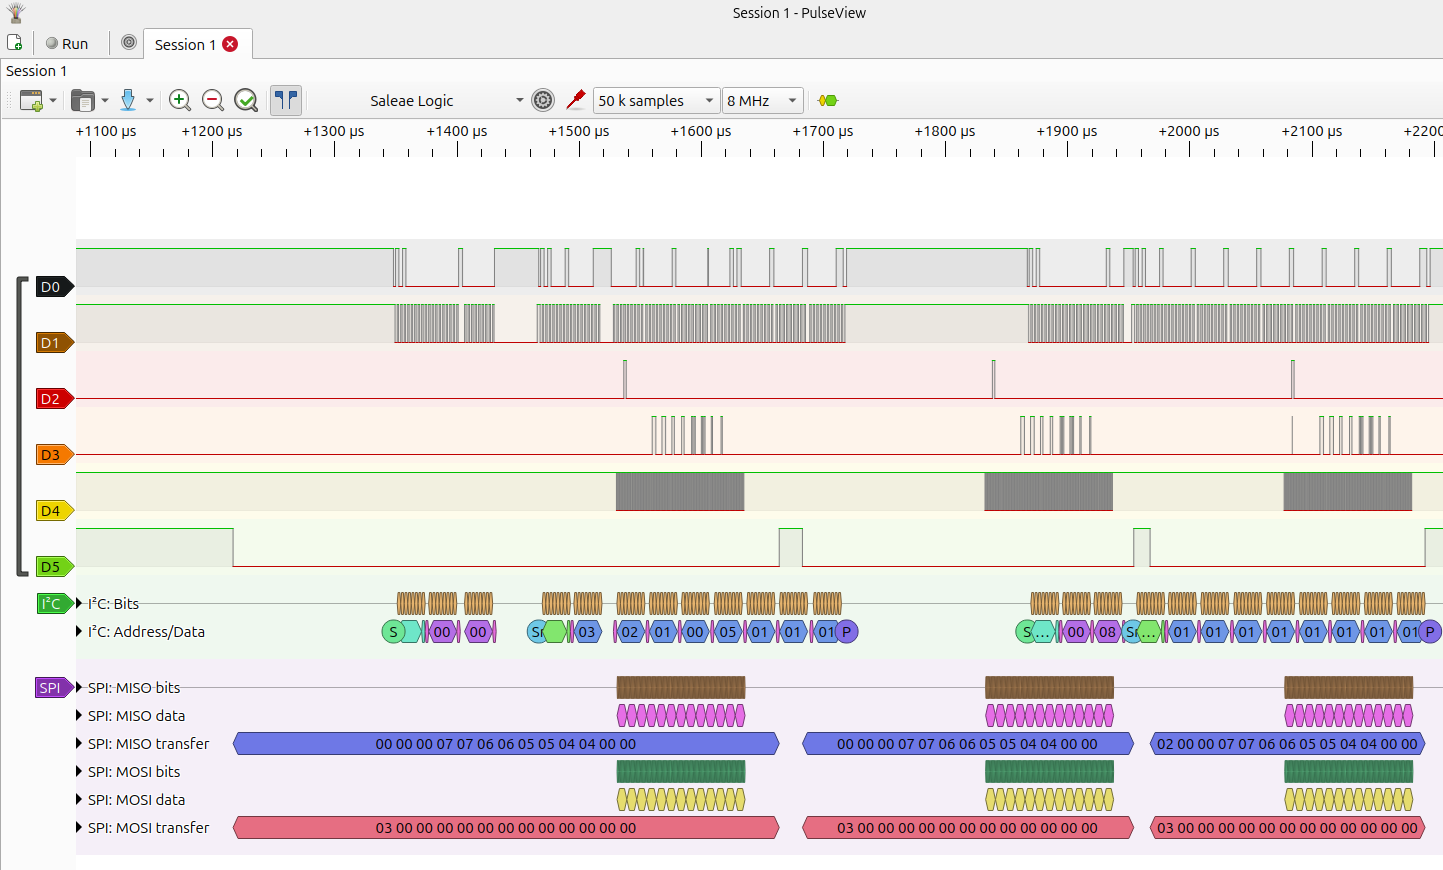 Session 1 - PulseView
Run
Session 1
Session 1
Saleae Logic 50 k samples 8 MHz
+1100 µs +1200 µs +1300 µs +1400 µs +1500 µs +1600 µs +1700 µs +1800 µs +1900 µs +2000 µs +2100 µs +2200
D0
D1
D2
D3
D4
D5
I²C I²C: Bits
I²C: Address/Data S 00 00 Sr 03 02 01 00 05 01 01 01 P S ... 00 08 Sr ... 01 01 01 01 01 01 01 01 P
SPI SPI: MISO bits
SPI: MISO data
SPI: MISO transfer 00 00 00 07 07 06 06 05 05 04 04 00 00 00 00 00 07 07 06 06 05 05 04 04 00 00 02 00 00 07 07 06 06 05 05 04 04 00 00
SPI: MOSI bits
SPI: MOSI data
SPI: MOSI transfer 03 00 00 00 00 00 00 00 00 00 00 00 00 03 00 00 00 00 00 00 00 00 00 00 00 00 03 00 00 00 00 00 00 00 00 00 00 00 00